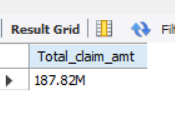 Result Grid Fil
Total_claim_amt
187.82M